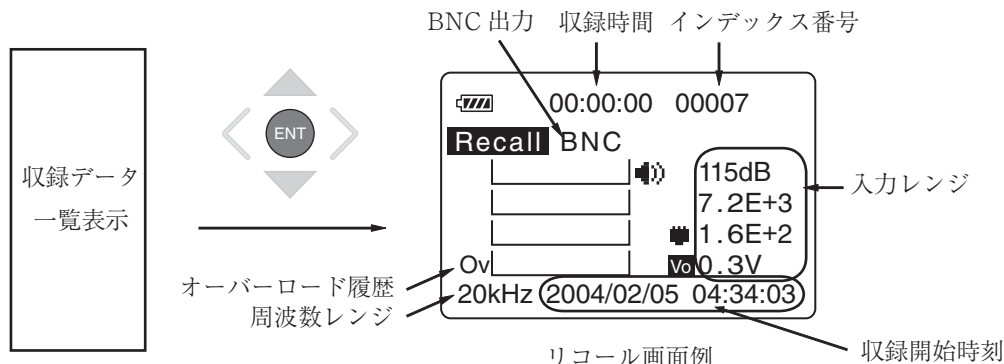 BNC 出力 収録時間 インデックス番号
00:00:00 00007
Recall BNC
ENT
収録データ
一覧表示
115dB
7.2E+3
1.6E+2
Vo 0.3V
入力レンジ
Ov
オーバーロード履歴
20kHz 2004/02/05 04:34:03
周波数レンジ
リコール画面例
収録開始時刻